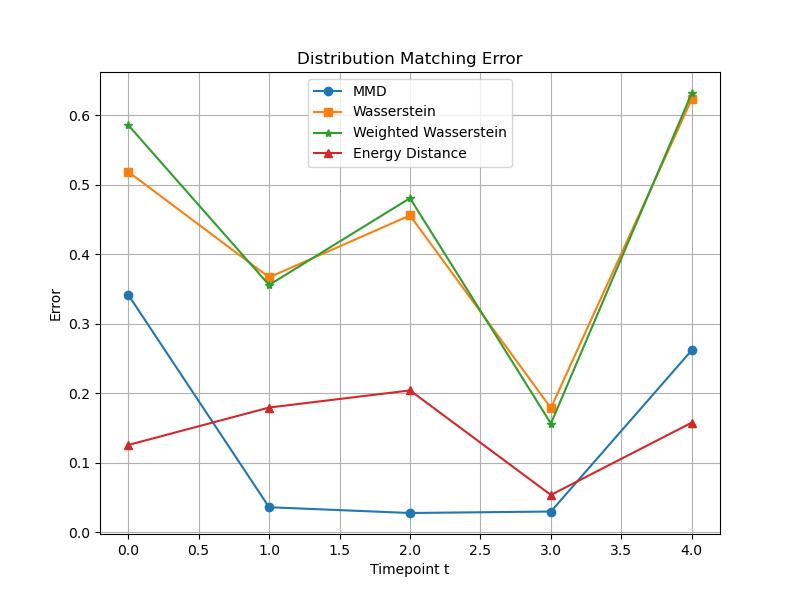 Distribution Matching Error
MMD
Wasserstein
Weighted Wasserstein
Energy Distance
Error
0.6
0.5
0.4
0.3
0.2
0.1
0.0
0.0 0.5 1.0 1.5 2.0 2.5 3.0 3.5 4.0
Timepoint t